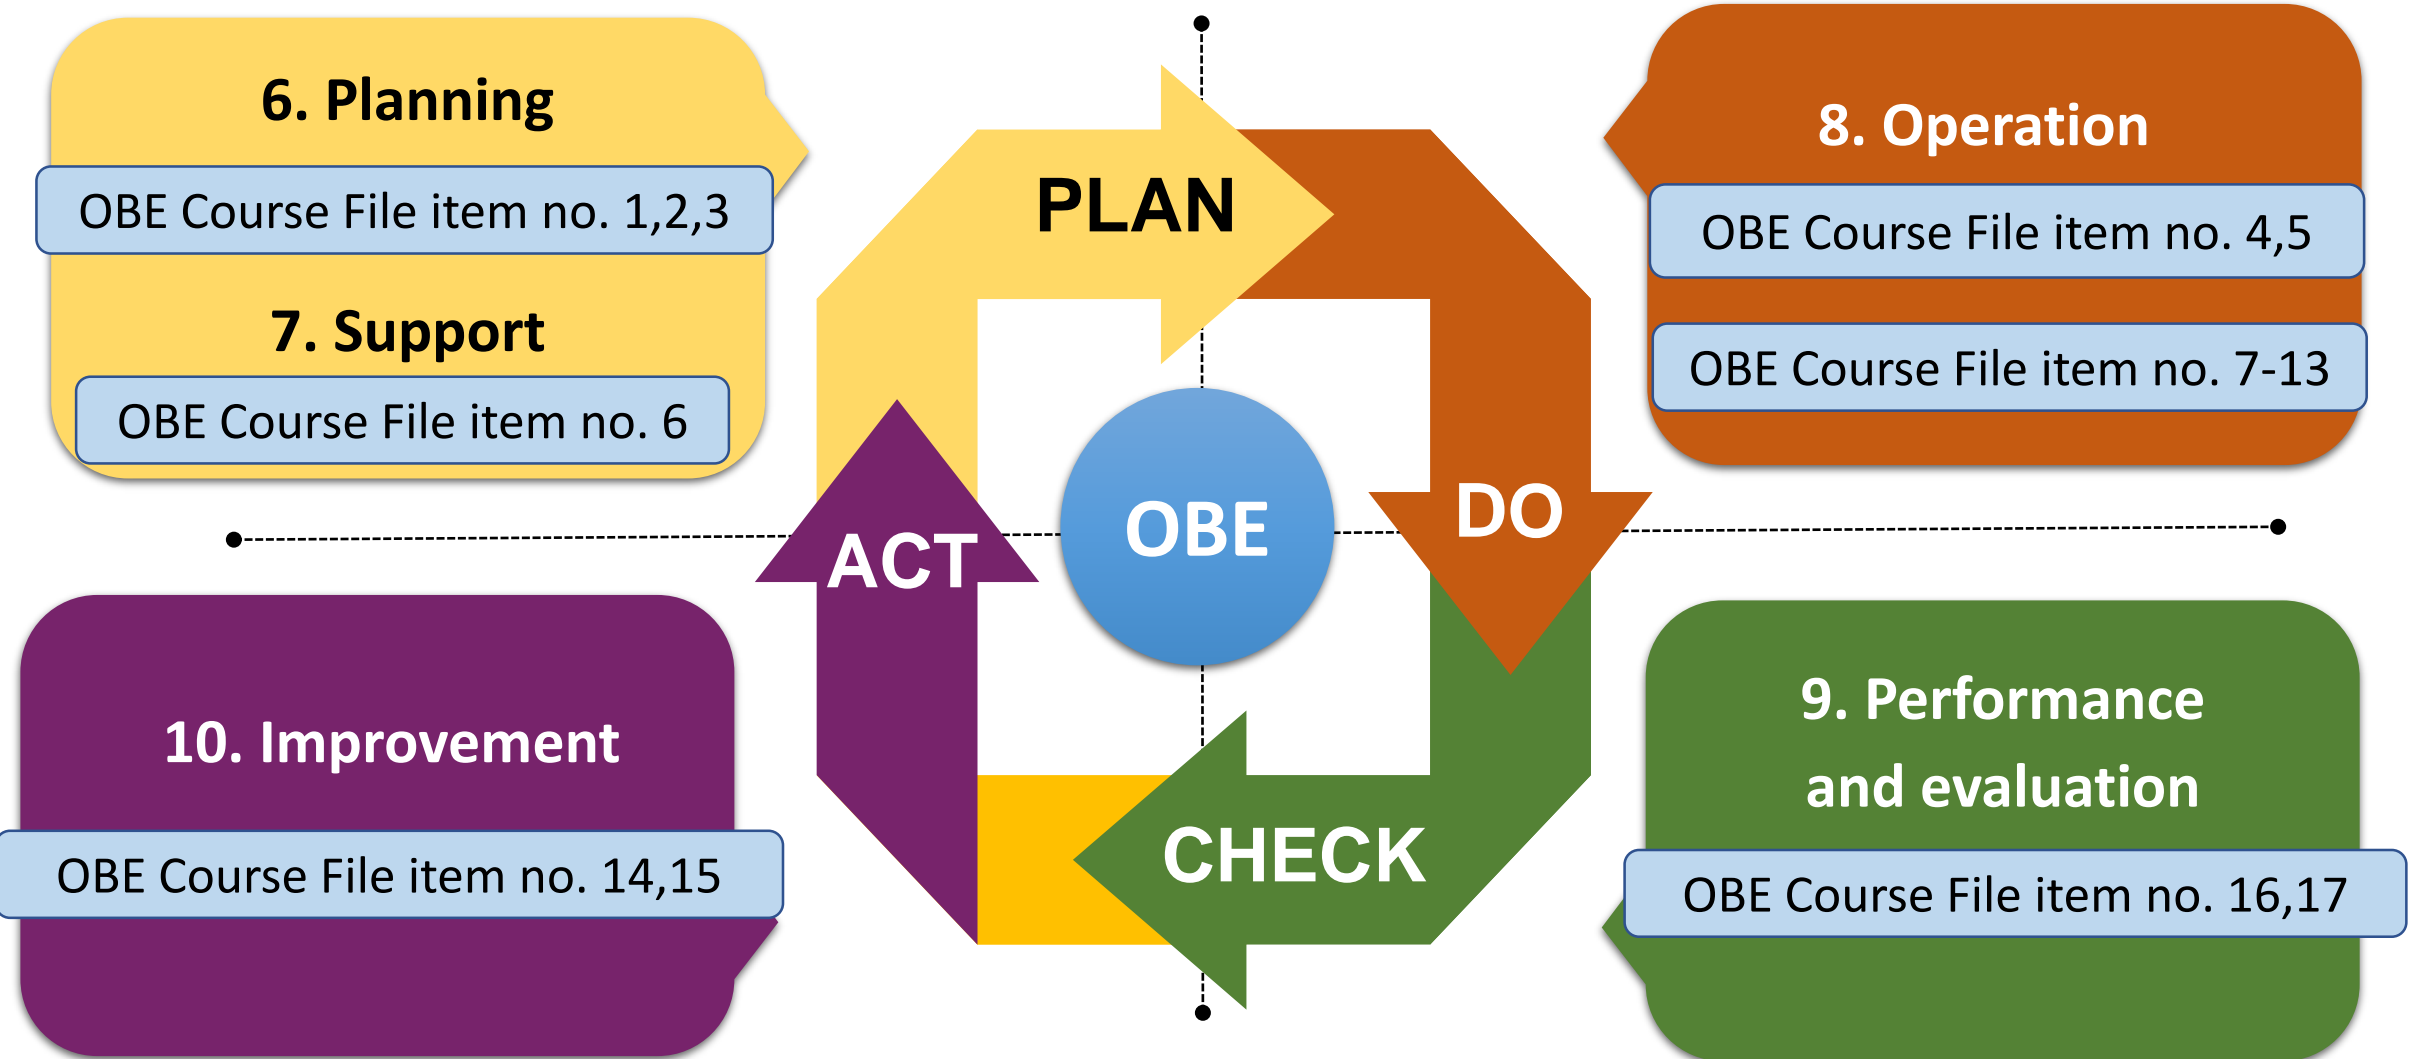 6. Planning
OBE Course File item no. 1,2,3
7. Support
OBE Course File item no. 6
PLAN
8. Operation
OBE Course File item no. 4,5
OBE Course File item no. 7-13
DO
OBE
ACT
CHECK
10. Improvement
OBE Course File item no. 14,15
9. Performance
and evaluation
OBE Course File item no. 16,17